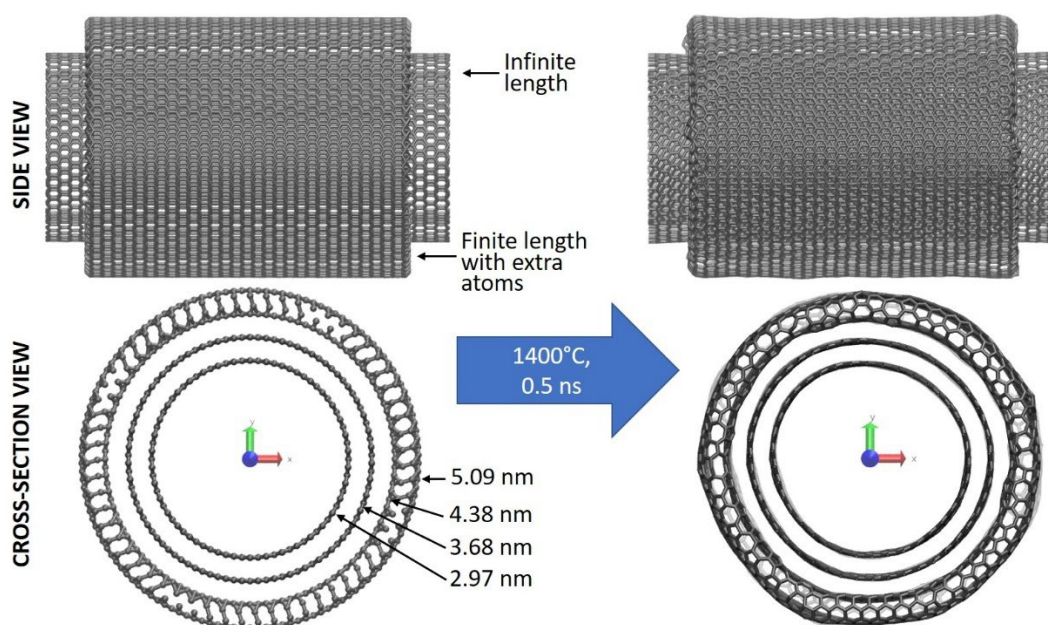 SIDE VIEW
Infinite
length
Finite length
with extra
atoms
CROSS-SECTION VIEW
1400°C,
0.5 ns
y
x
5.09 nm
4.38 nm
3.68 nm
2.97 nm
y
x